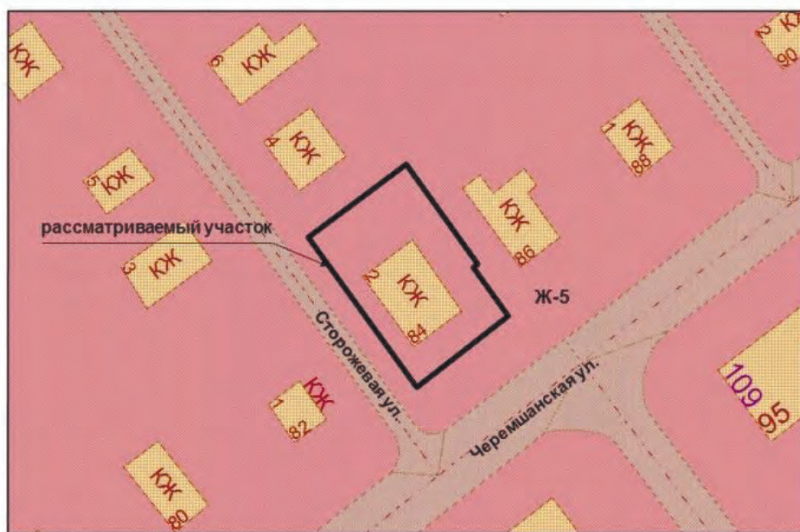 КЖ
6
КЖ
2
КЖ
90
4
КЖ
1
КЖ
88
5
КЖ
рассматриваемый участок
КЖ
86
3
КЖ
2
КЖ
84
Ж-5
Сторожевая ул.
Черемшанская ул.
КЖ
1
82
109
95
КЖ
80